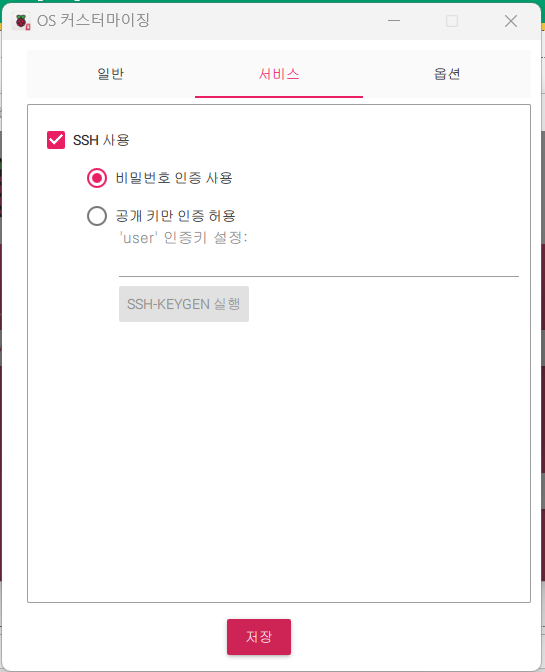 OS 커스터마이징
일반 서비스 옵션
SSH 사용
비밀번호 인증 사용
공개 키만 인증 허용
'user' 인증키 설정:
SSH-KEYGEN 실행
저장